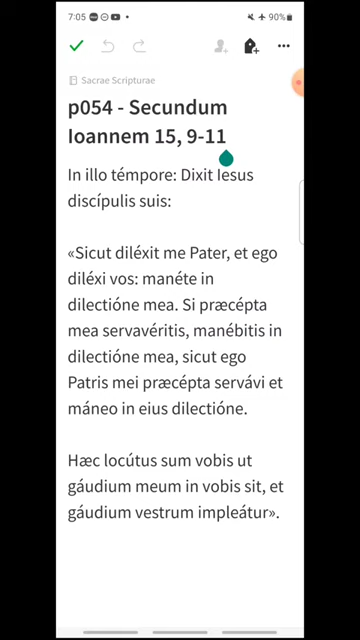 7:05
90%
Sacrae Scripturae
p054 - Secundum
Ioannem 15, 9-11
In illo témpore: Dixit Iesus
discípulis suis:
«Sicut diléxit me Pater, et ego
diléxi vos: manéte in
dilectióne mea. Si præcépta
mea servavéritis, manébitis in
dilectióne mea, sicut ego
Patris mei præcépta servávi et
máneo in eius dilectióne.
Hæc locútus sum vobis ut
gáudium meum in vobis sit, et
gáudium vestrum impleátur».